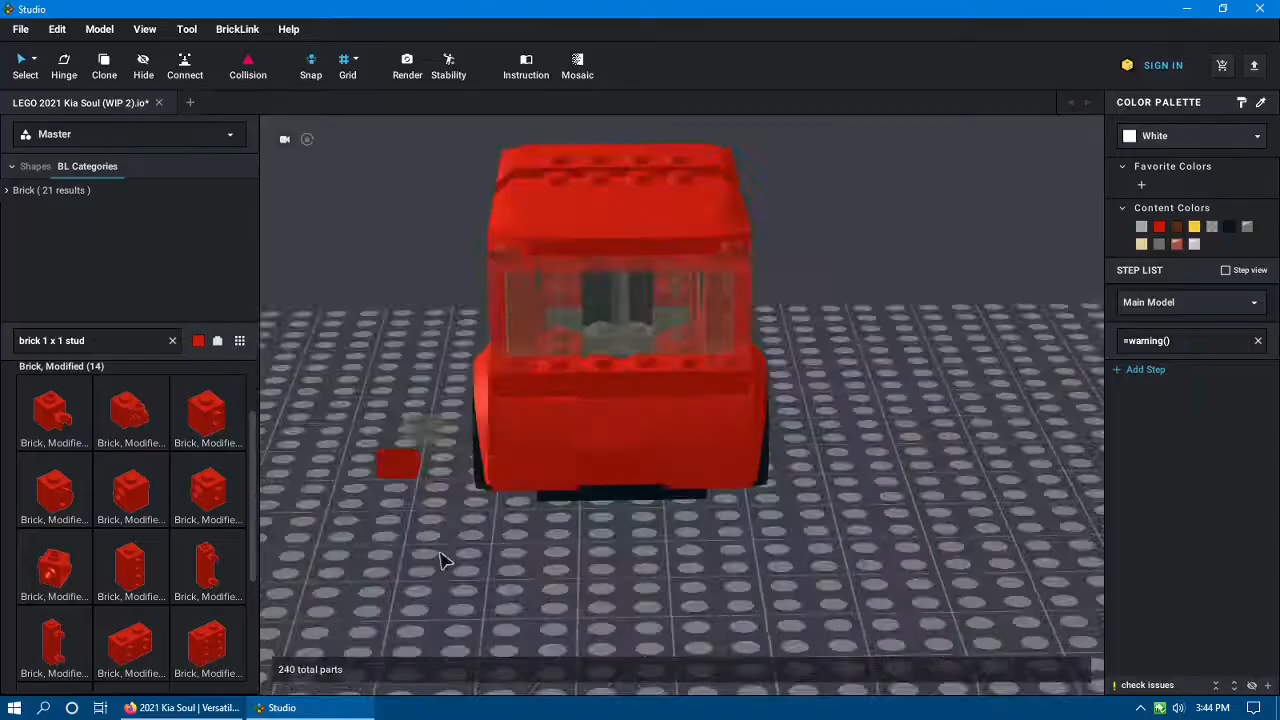 Studio
File Edit Model View Tool BrickLink Help
Select Hinge Clone Hide Connect Collision Snap Grid Render Stability Instruction Mosaic
SIGN IN
LEGO 2021 Kia Soul (WIP 2).io*
COLOR PALETTE
Master
White
Shapes BL Categories
Favorite Colors
Brick ( 21 results )
Content Colors
STEP LIST
Step view
Main Model
brick 1 x 1 stud
=warning()
Brick, Modified (14)
Add Step
Brick, Modifie... Brick, Modifie... Brick, Modifie...
Brick, Modifie... Brick, Modifie... Brick, Modifie...
Brick, Modifie... Brick, Modifie... Brick, Modifie...
Brick, Modifie... Brick, Modifie... Brick, Modifie...
240 total parts
check issues
2021 Kia Soul | Versatil... Studio
3:44 PM